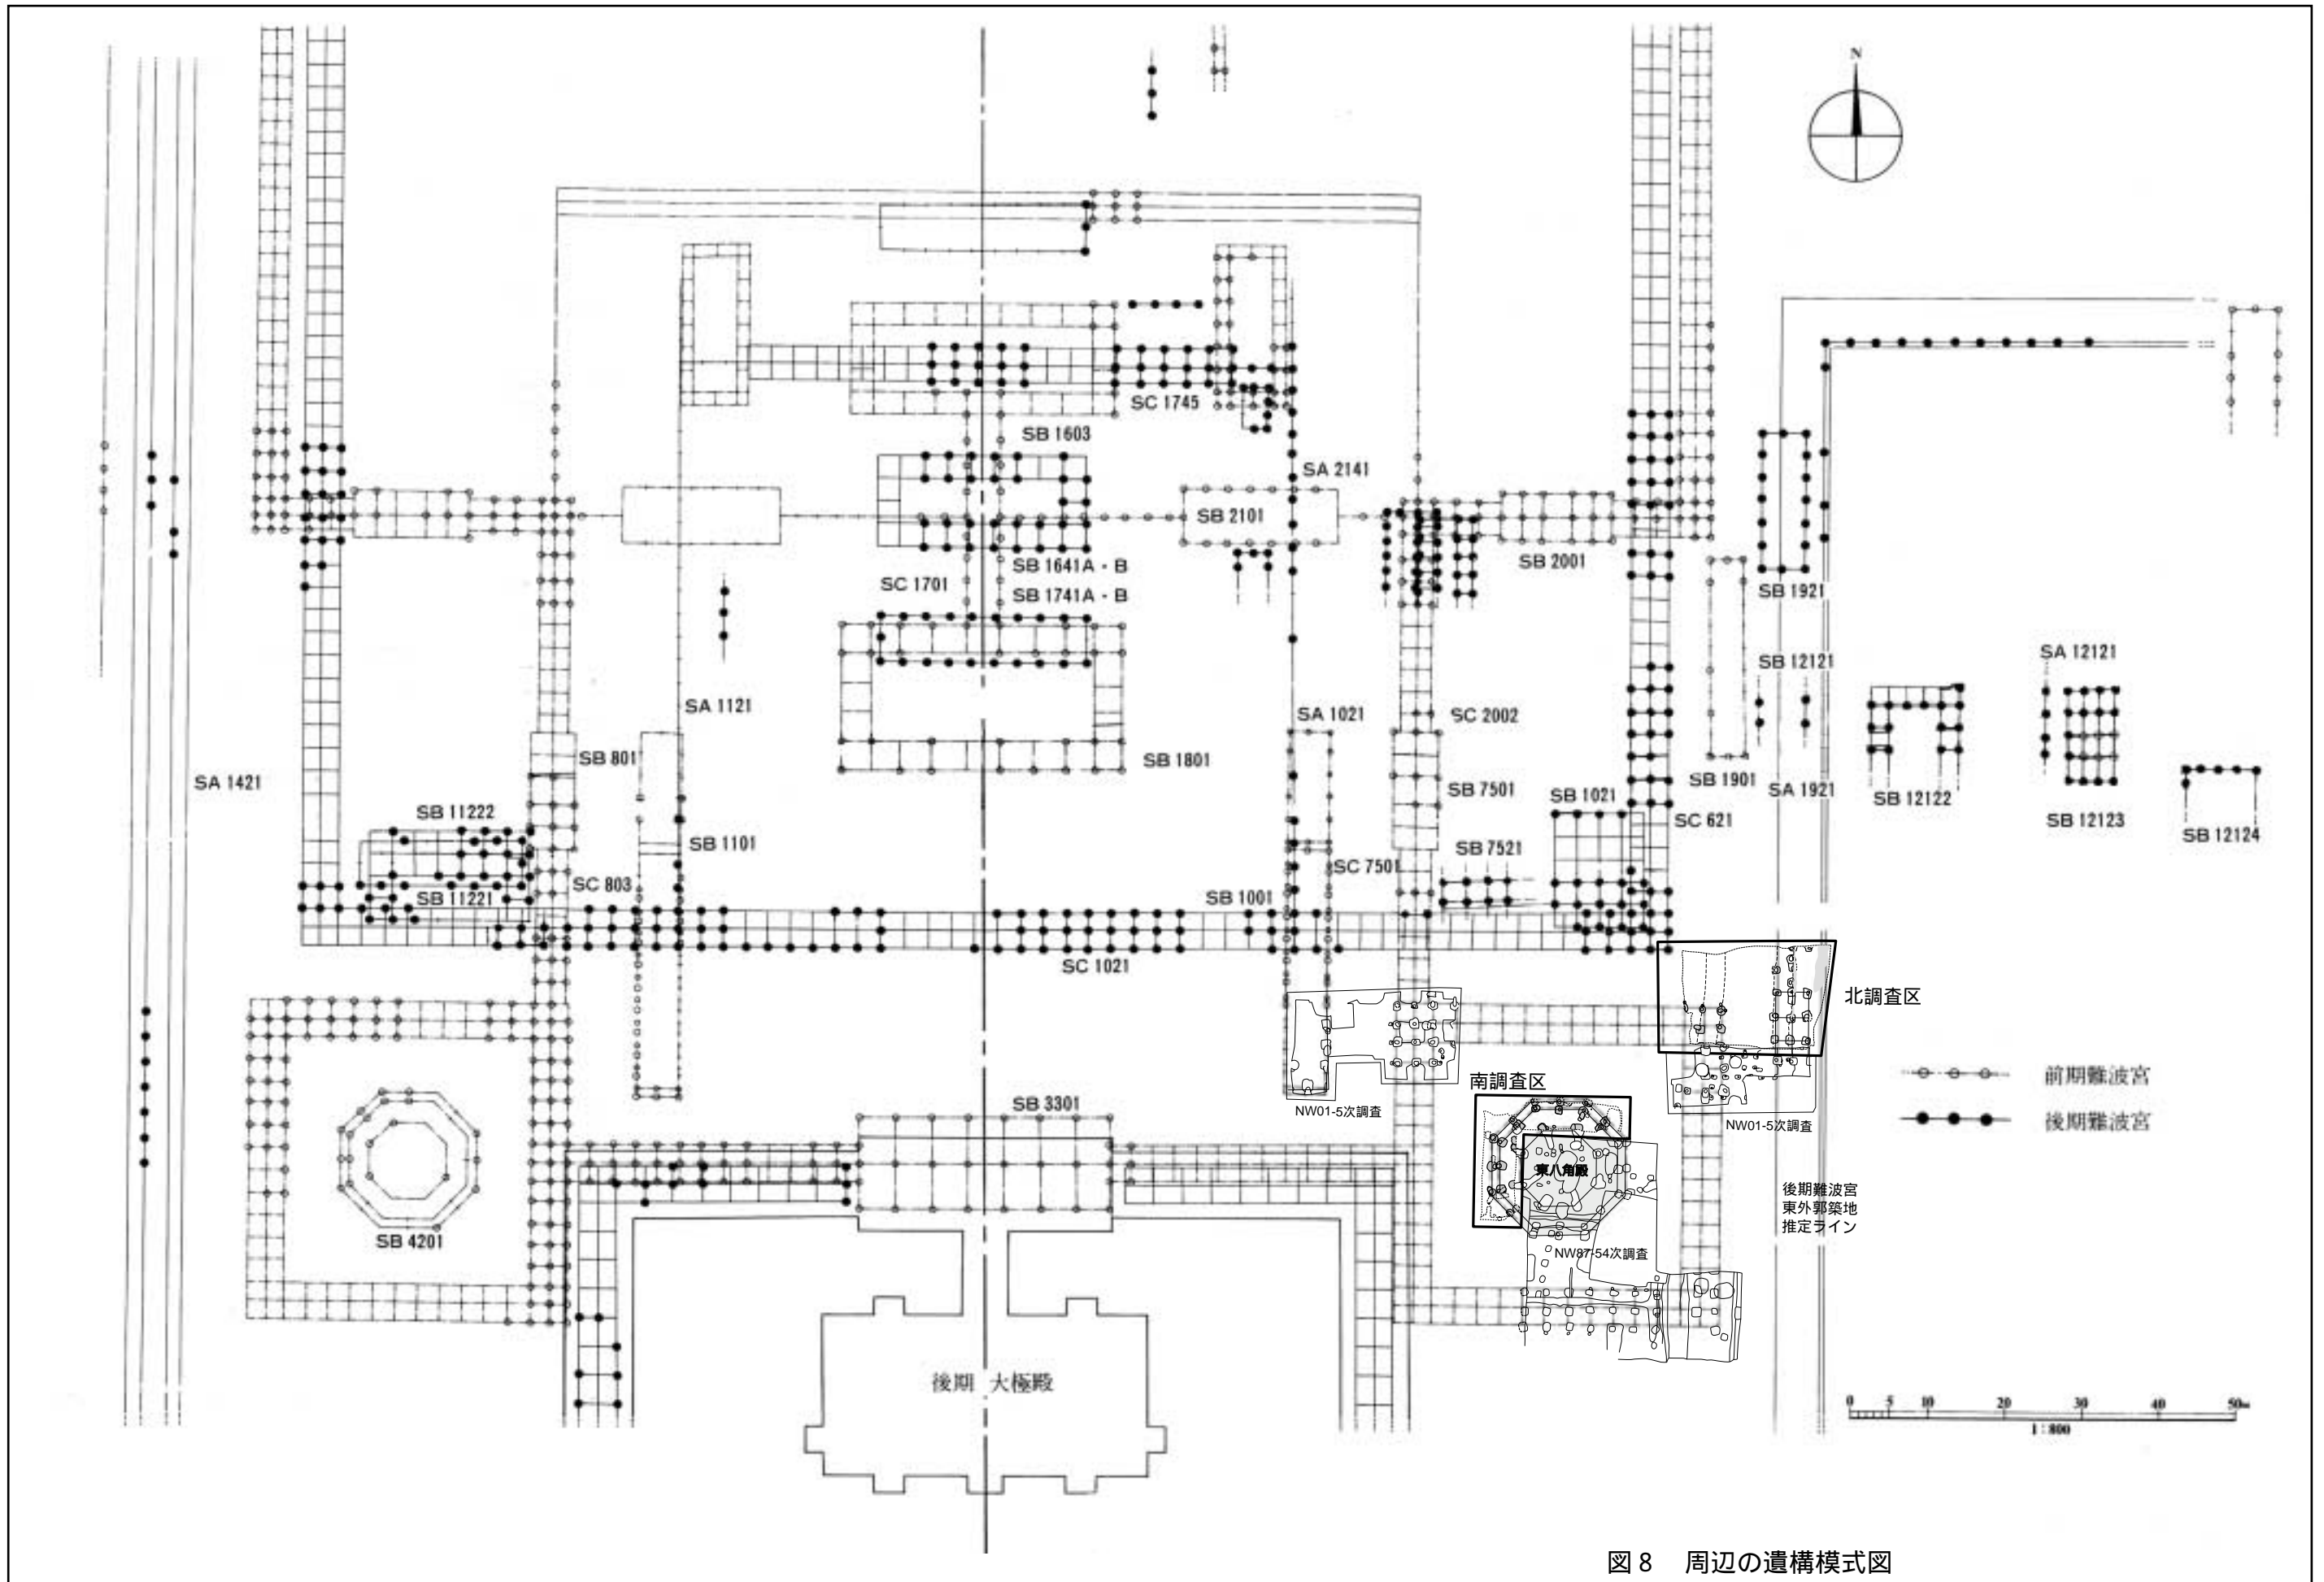 N
SC 1745
SB 1603
SA 2141
SB 2101
SB 2001
SC 1701
SB 1641A・B
SB 1741A・B
SB 1921
SB 12121
SA 12121
SA 1121
SA 1021
SC 2002
SB 801
SB 1801
SA 1421
SB 7501
SB 1021
SB 1901
SA 1921
SB 12122
SB 12123
SB 12124
SC 621
SB 11222
SB 1101
SB 7521
SC 7501
SC 803
SB 11221
SB 1001
SC 1021
北調査区
南調査区
前期難波宮
後期難波宮
NW01-5次調査
NW01-5次調査
SB 3301
東八角殿
後期難波宮
東外郭築地
推定ライン
SB 4201
NW87-54次調査
後期 大極殿
0 5 10 20 30 40 50m
1:800
図8 周辺の遺構模式図